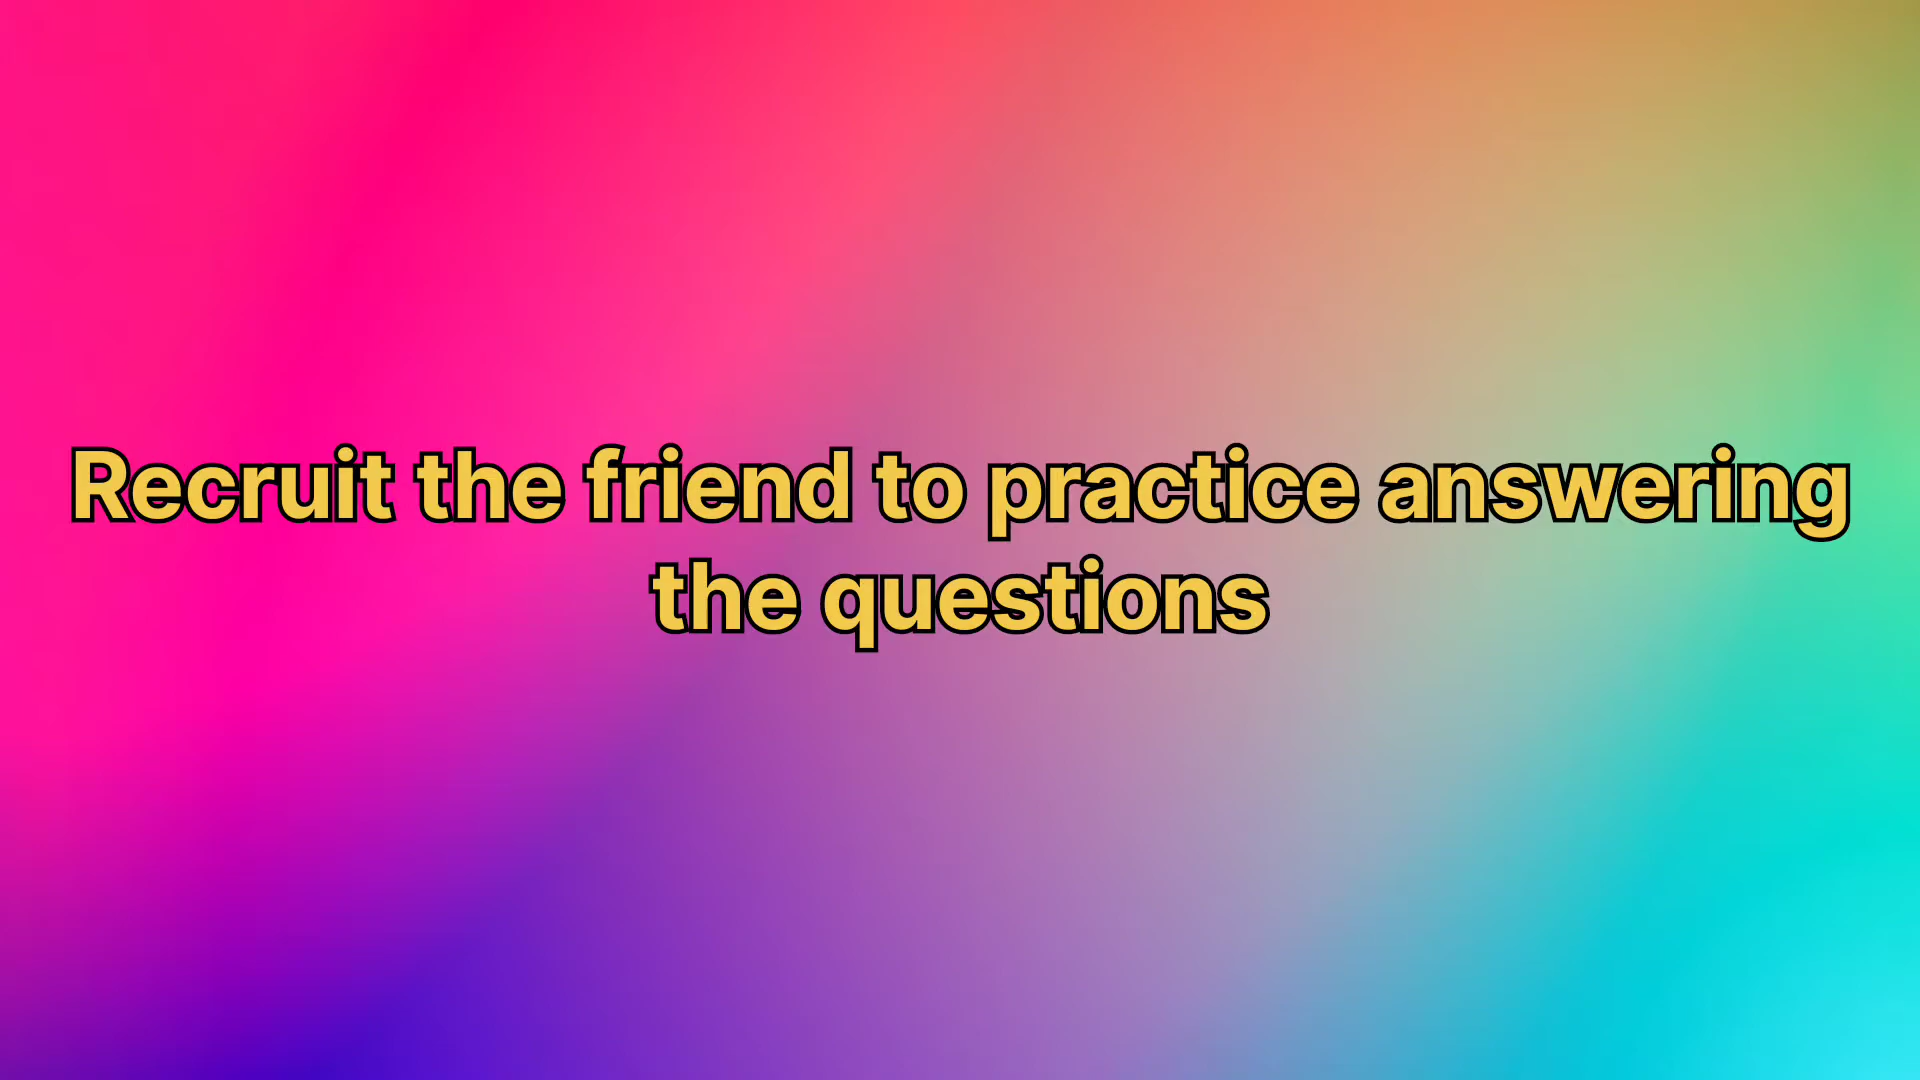 Recruit the friend to practice answering
the questions